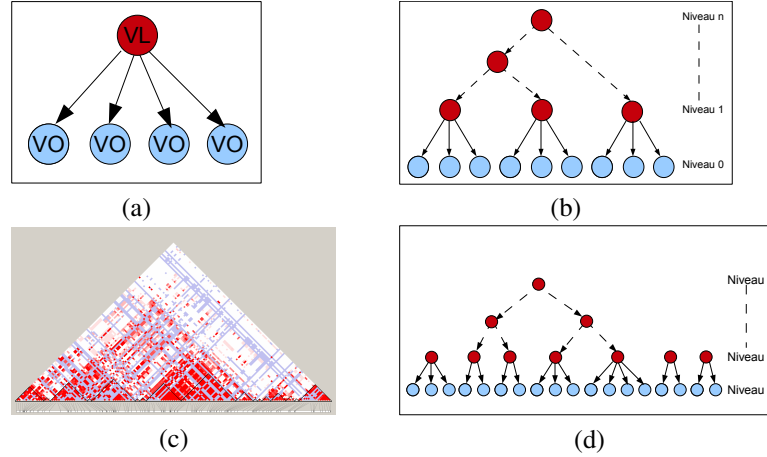 VL
VO VO VO VO
(a)
Niveau n
Niveau 1
Niveau 0
(b)
(c)
Niveau
Niveau
Niveau
(d)